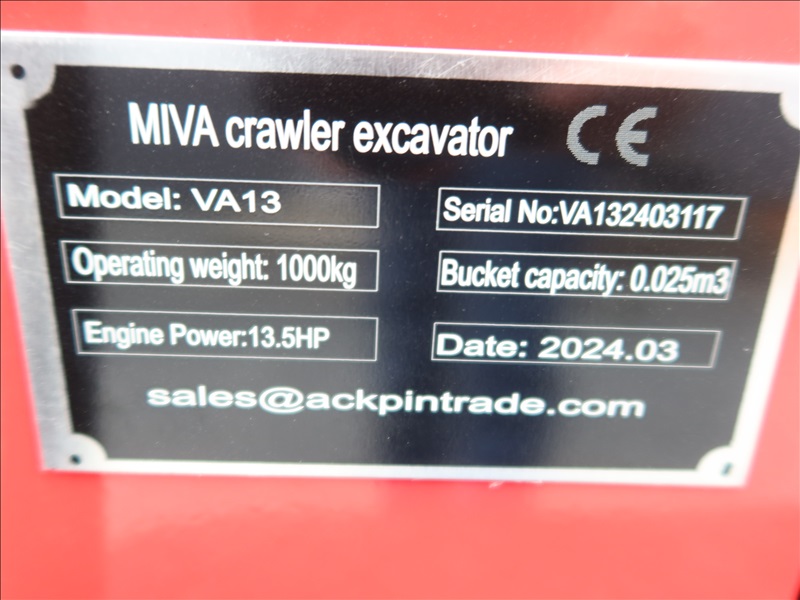 MIVA crawler excavator CE
Model: VA13
Serial No:VA132403117
Operating weight: 1000kg
Bucket capacity: 0.025m3
Engine Power:13.5HP
Date: 2024.03
sales@ackpintrade.com